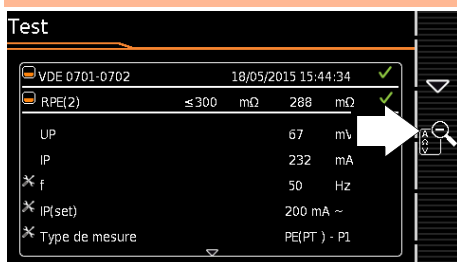 Test
VDE 0701-0702 18/05/2015 15:44:34
RPE(2) ≤300 mΩ 288 mΩ
UP 67
IP 232 mA
f 50 Hz
IP(set) 200 mA ~
Type de mesure PE(PT ) - P1
A
Ω
V